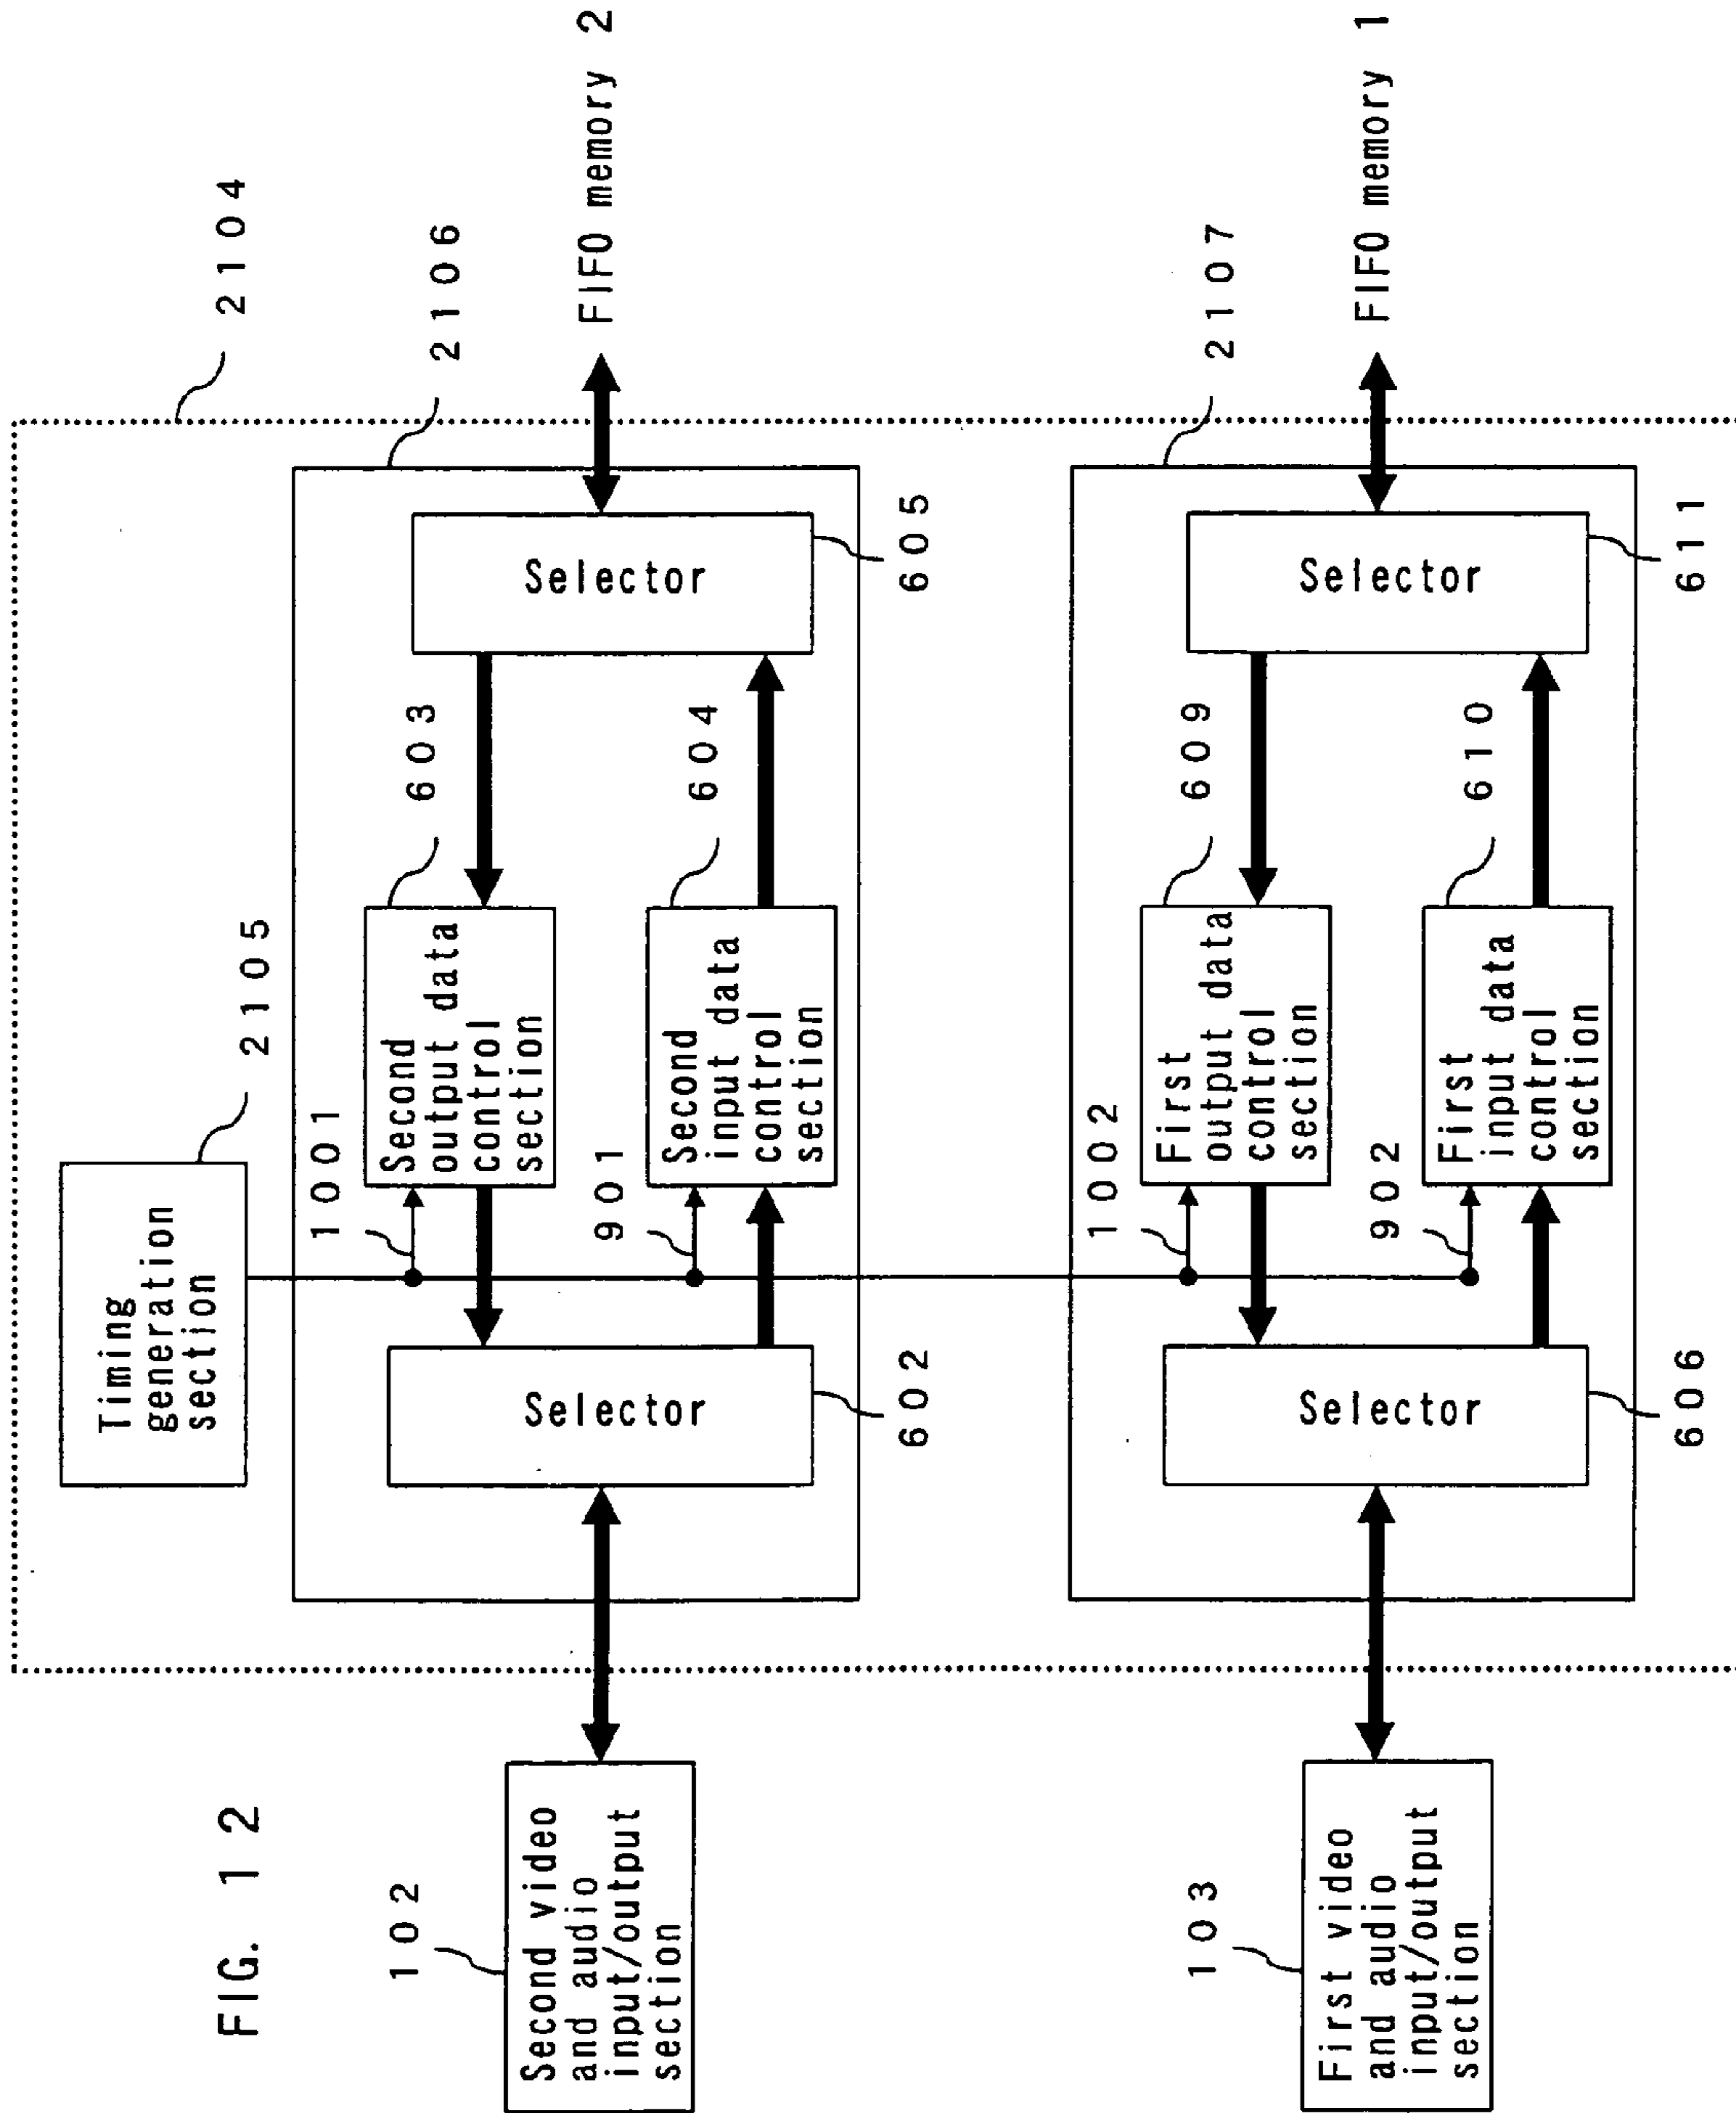 FIG. 12
2104
2105
Timing
generation
section
2106
1001
603
Second
output data
control
section
102
Second video
and audio
input/output
section
Selector
602
901
604
Second
input data
control
section
Selector
605
FIFO memory 2
2107
1002
609
First
output data
control
section
103
First video
and audio
input/output
section
Selector
606
902
610
First
input data
control
section
Selector
611
FIFO memory 1